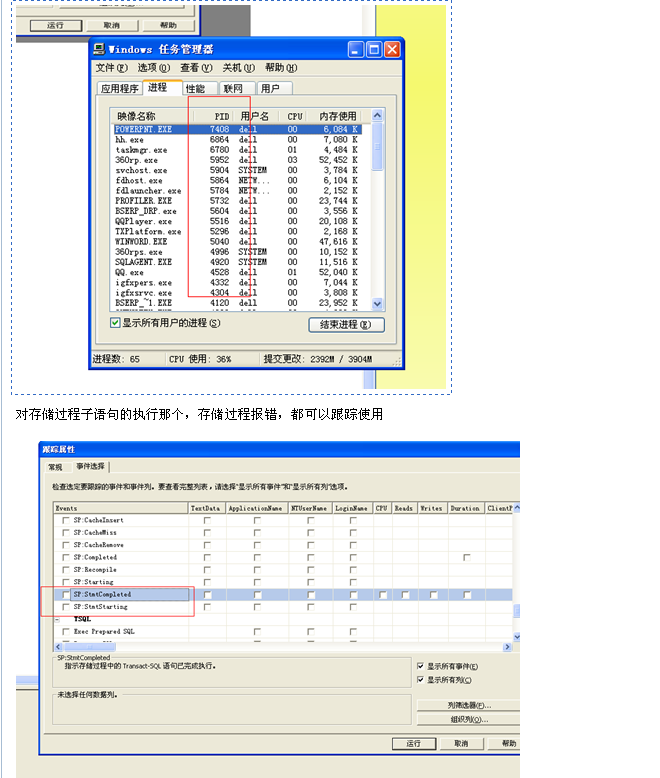 运行 取消 帮助
Windows 任务管理器
文件(F) 选项(O) 查看(V) 关机(U) 帮助(H)
应用程序 进程 性能 联网 用户
映像名称 PID 用户名 CPU 内存使用
POWERPNT.EXE 7408 dell 00 6,084 K
hh.exe 6864 dell 00 7,080 K
taskmgr.exe 6780 dell 01 4,484 K
360rp.exe 5952 dell 03 52,452 K
svchost.exe 5904 SYSTEM 00 3,784 K
fdhost.exe 5864 NETW... 00 6,104 K
fdlauncher.exe 5784 NETW... 00 2,152 K
PROFILER.EXE 5732 dell 00 23,744 K
BSERP_DRP.exe 5604 dell 00 3,556 K
QQPlayer.exe 5516 dell 00 20,108 K
TXPlatform.exe 5296 dell 00 2,168 K
WINWORD.EXE 5040 dell 00 47,616 K
360rps.exe 4996 SYSTEM 00 10,152 K
SQLAGENT.EXE 4920 SYSTEM 00 11,516 K
QQ.exe 4528 dell 01 52,040 K
igfxpers.exe 4332 dell 00 7,044 K
igfxsrvc.exe 4304 dell 00 3,808 K
BSERP_~1.EXE 4120 dell 00 23,952 K
显示所有用户的进程(S) 结束进程(E)
进程数: 65 CPU 使用: 36% 提交更改: 2392M / 3904M
对存储过程子语句的执行那个，存储过程报错，都可以跟踪使用
跟踪属性
常规 事件选择
检查选定要跟踪的事件和事件列。要查看完整列表，请选择"显示所有事件"和"显示所有列"选项。
Events TextData ApplicationName NTUserName LoginName CPU Reads Writes Duration ClientP
SP:CacheInsert
SP:CacheMiss
SP:CacheRemove
SP:Completed
SP:Recompile
SP:Starting
SP:StmtCompleted
SP:StmtStarting
TSQL
Exec Prepared SQL
SP:StmtCompleted
指示存储过程中的 Transact-SQL 语句已完成执行。
显示所有事件(E)
显示所有列(C)
未选择任何数据列。
列筛选器(F)...
组织列(O)...
运行 取消 帮助